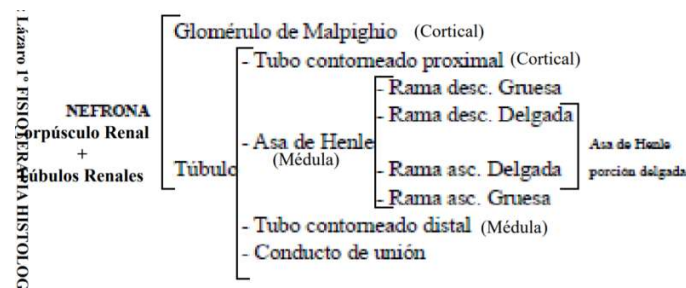 : Lázaro 1º FISIOTERAPIA HISTOLOG
NEFRONA
orpúsculo Renal
+
Túbulos Renales
Glomérulo de Malpighio (Cortical)
Túbulo
- Tubo contorneado proximal (Cortical)
- Asa de Henle
(Médula)
- Rama desc. Gruesa
- Rama desc. Delgada
- Rama asc. Delgada
- Rama asc. Gruesa
Asa de Henle
porción delgada
- Tubo contorneado distal (Médula)
- Conducto de unión